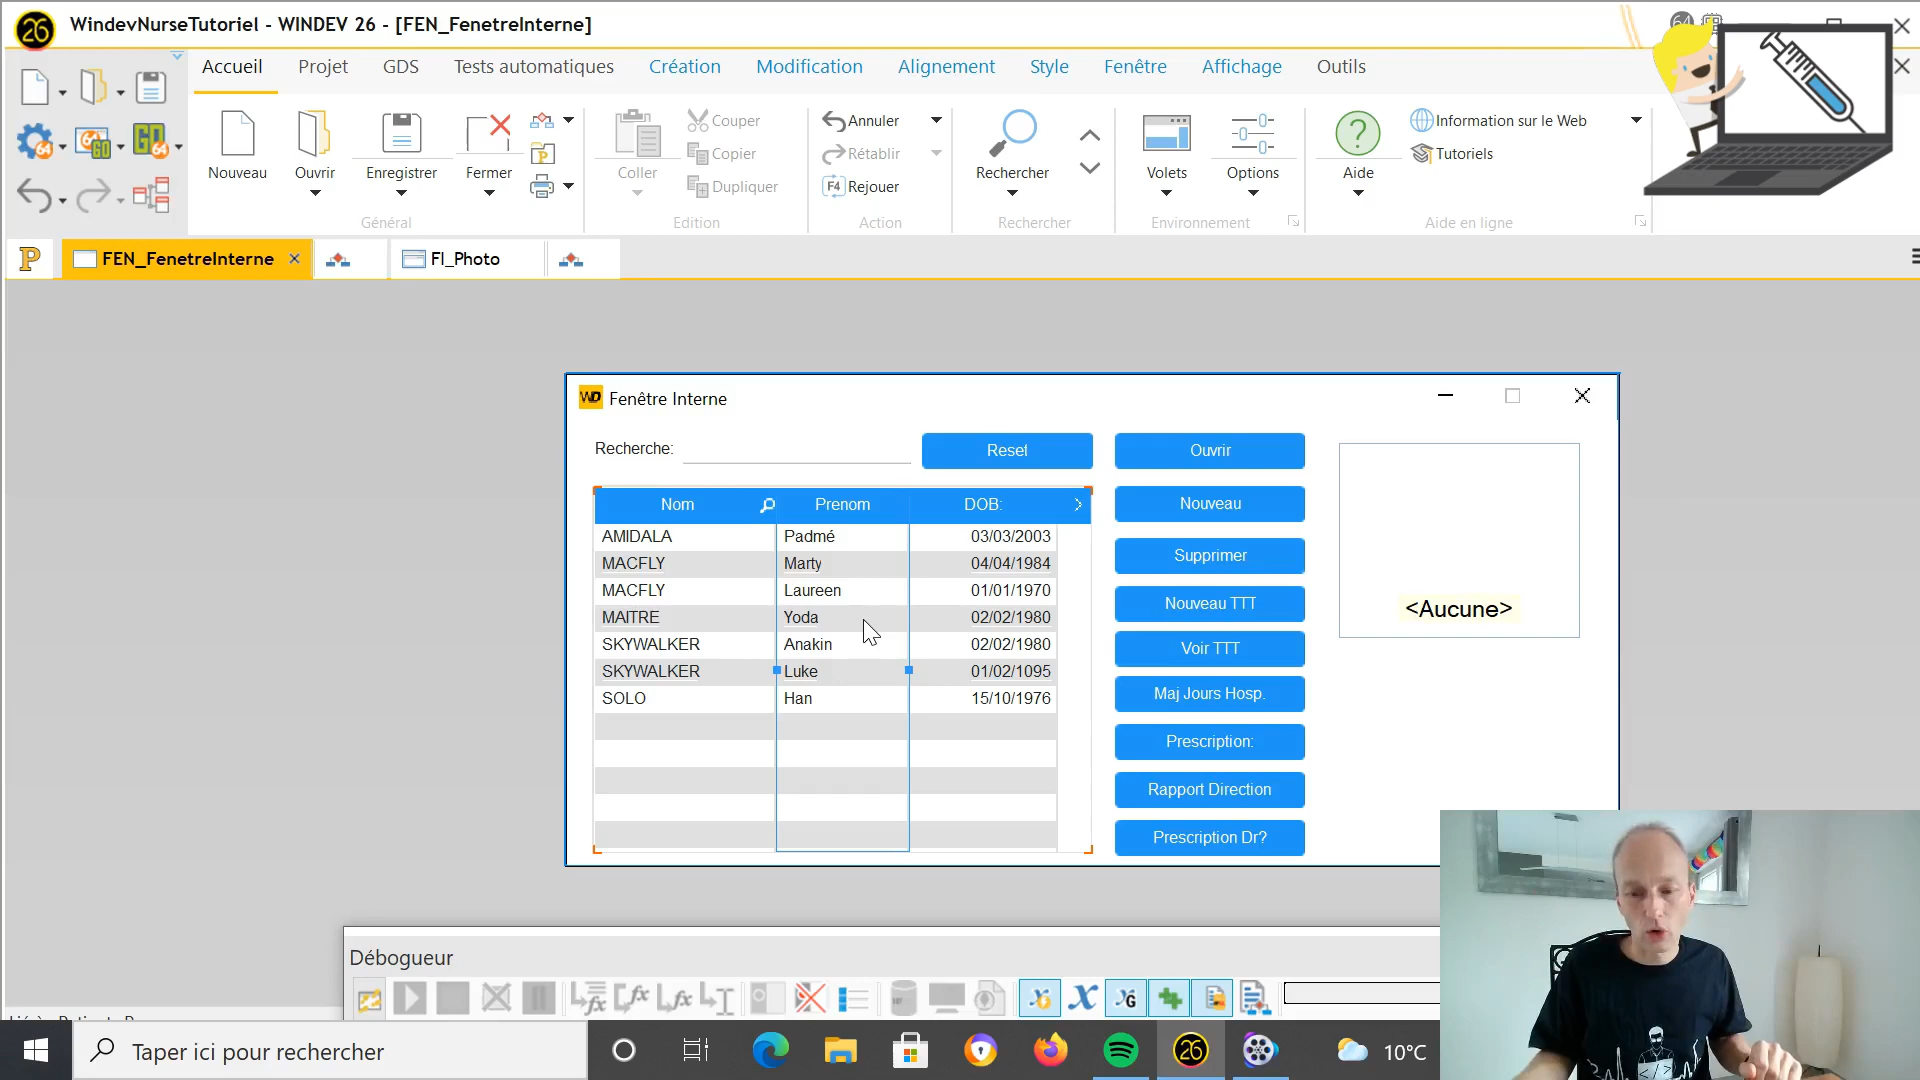 26 WindevNurseTutoriel - WINDEV 26 - [FEN_FenetreInterne]
Accueil Projet GDS Tests automatiques Création Modification Alignement Style Fenêtre Affichage Outils
Nouveau Ouvrir Enregistrer Fermer Coller Couper Copier Dupliquer Annuler Rétablir F4 Rejouer Rechercher Volets Options Aide Information sur le Web Tutoriels
Général Edition Action Rechercher Environnement Aide en ligne
P FEN_FenetreInterne FI_Photo
WD Fenêtre Interne
Recherche: Reset Ouvrir
Nom Prenom DOB: Nouveau
AMIDALA Padmé 03/03/2003
MACFLY Marty 04/04/1984 Supprimer
MACFLY Laureen 01/01/1970
MAITRE Yoda 02/02/1980 Nouveau TTT <Aucune>
SKYWALKER Anakin 02/02/1980 Voir TTT
SKYWALKER Luke 01/02/1095
SOLO Han 15/10/1976 Maj Jours Hosp.
Prescription:
Rapport Direction
Prescription Dr?
Débogueur
Taper ici pour rechercher 26 10°C